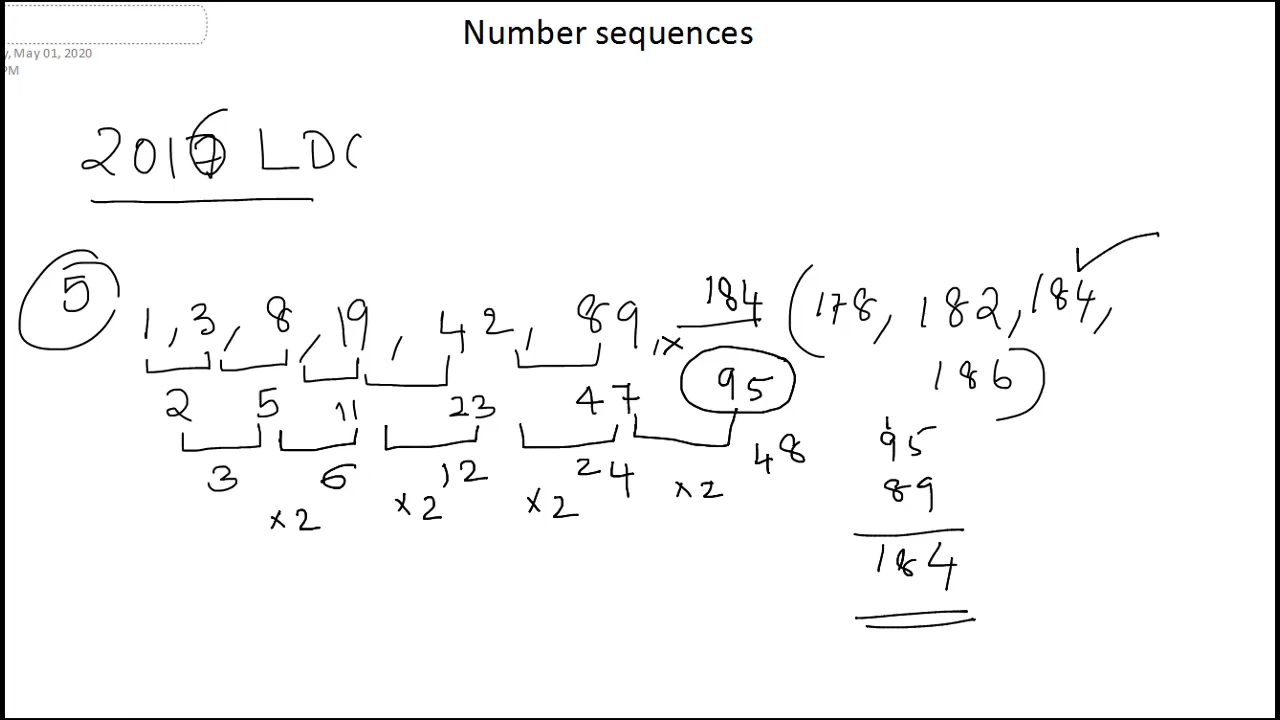 Number sequences
y, May 01, 2020
PM
2016 LDC
5
1, 3, 8, 19, 42, 89, 184 (178, 182, 184,
186)
2 5 11 23 47 95
3 6 12 24 48
×2 ×2 ×2 ×2
1
95
89
184